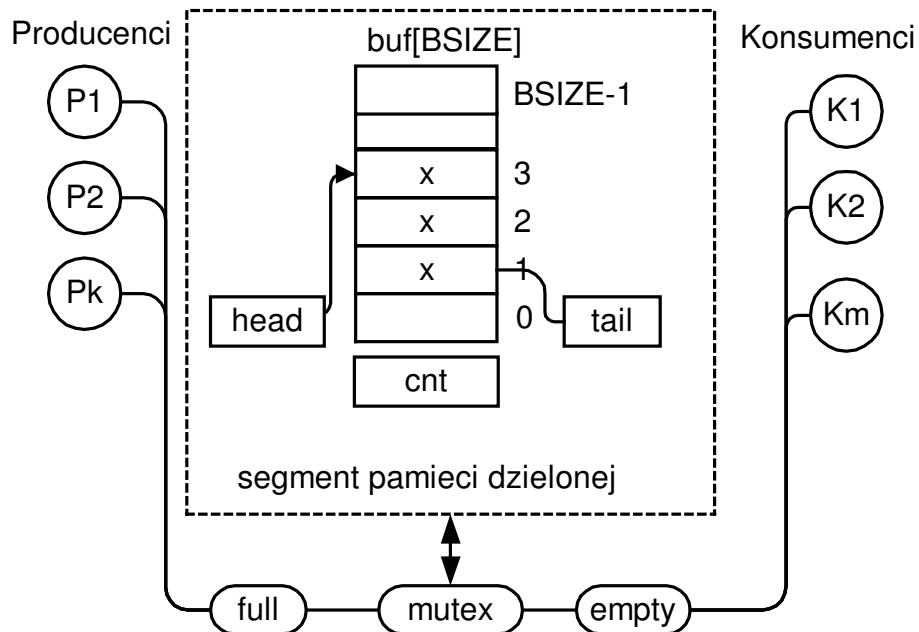 Producenci
buf[BSIZE]
Konsumenci
P1
BSIZE-1
K1
x
3
P2
x
2
K2
x
1
Pk
head
0
tail
Km
cnt
segment pamieci dzielonej
full
mutex
empty